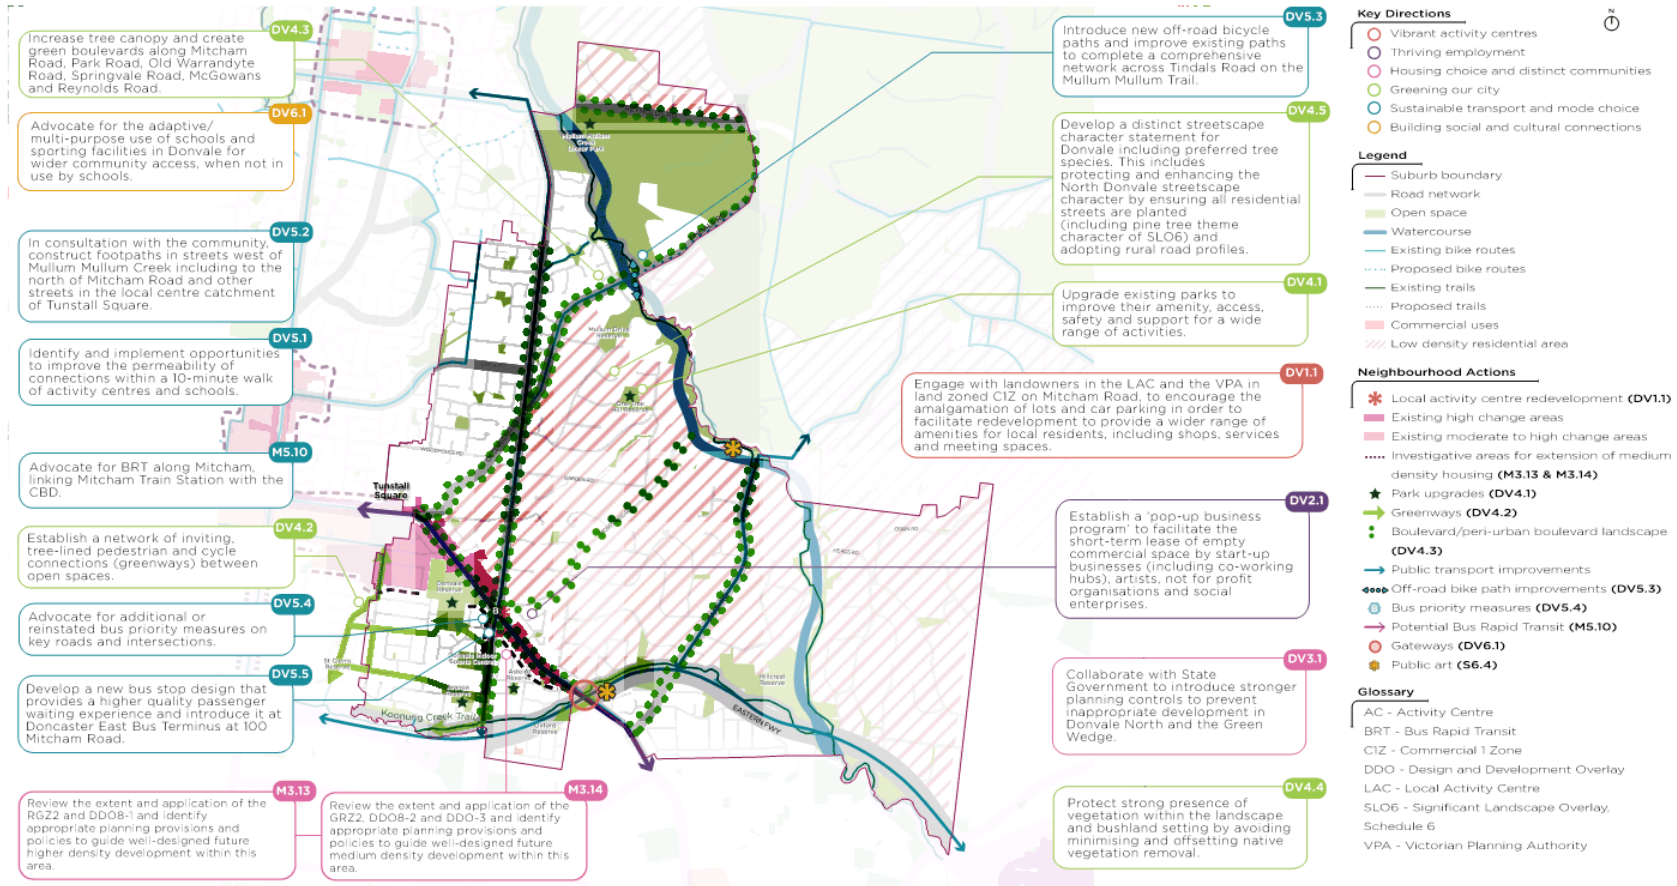 DV4.3
Increase tree canopy and create
green boulevards along Mitcham
Road, Park Road, Old Warrandyte
Road, Springvale Road, McGowans
and Reynolds Road.
DV6.1
Advocate for the adaptive/
multi-purpose use of schools and
sporting facilities in Donvale for
wider community access, when not in
use by schools.
DV5.2
In consultation with the community,
construct footpaths in streets west of
Mullum Mullum Creek including to the
north of Mitcham Road and other
streets in the local centre catchment
of Tunstall Square.
DV5.1
Identify and implement opportunities
to improve the permeability of
connections within a 10-minute walk
of activity centres and schools.
M5.10
Advocate for BRT along Mitcham,
linking Mitcham Train Station with the
CBD.
DV4.2
Establish a network of inviting,
tree-lined pedestrian and cycle
connections (greenways) between
open spaces.
DV5.4
Advocate for additional or
reinstated bus priority measures on
key roads and intersections.
DV5.5
Develop a new bus stop design that
provides a higher quality passenger
waiting experience and introduce it at
Doncaster East Bus Terminus at 100
Mitcham Road.
M3.13
Review the extent and application of the
RGZ2 and DDO8-1 and identify
appropriate planning provisions and
policies to guide well-designed future
higher density development within this
area.
M3.14
Review the extent and application of the
GRZ2, DDO8-2 and DDO-3 and identify
appropriate planning provisions and
policies to guide well-designed future
medium density development within this
area.
Tunstall
Square
Donvale
Reserve
Koonung Creek Trail
Hillcrest
Reserve
EASTERN FWY
HEADS RD
B
DV5.3
Introduce new off-road bicycle
paths and improve existing paths
to complete a comprehensive
network across Tindals Road on the
Mullum Mullum Trail.
DV4.5
Develop a distinct streetscape
character statement for
Donvale including preferred tree
species. This includes
protecting and enhancing the
North Donvale streetscape
character by ensuring all residential
streets are planted
(including pine tree theme
character of SLO6) and
adopting rural road profiles.
DV4.1
Upgrade existing parks to
improve their amenity, access,
safety and support for a wide
range of activities.
DV1.1
Engage with landowners in the LAC and the VPA in
land zoned C1Z on Mitcham Road, to encourage the
amalgamation of lots and car parking in order to
facilitate redevelopment to provide a wider range of
amenities for local residents, including shops, services
and meeting spaces.
DV2.1
Establish a 'pop-up business
program' to facilitate the
short-term lease of empty
commercial space by start-up
businesses (including co-working
hubs), artists, not for profit
organisations and social
enterprises.
DV3.1
Collaborate with State
Government to introduce stronger
planning controls to prevent
inappropriate development in
Donvale North and the Green
Wedge.
DV4.4
Protect strong presence of
vegetation within the landscape
and bushland setting by avoiding
minimising and offsetting native
vegetation removal.
N
Key Directions
Vibrant activity centres
Thriving employment
Housing choice and distinct communities
Greening our city
Sustainable transport and mode choice
Building social and cultural connections
Legend
Suburb boundary
Road network
Open space
Watercourse
Existing bike routes
Proposed bike routes
Existing trails
Proposed trails
Commercial uses
Low density residential area
Neighbourhood Actions
Local activity centre redevelopment (DV1.1)
Existing high change areas
Existing moderate to high change areas
Investigative areas for extension of medium
density housing (M3.13 & M3.14)
Park upgrades (DV4.1)
Greenways (DV4.2)
Boulevard/peri-urban boulevard landscape
(DV4.3)
Public transport improvements
Off-road bike path improvements (DV5.3)
B Bus priority measures (DV5.4)
Potential Bus Rapid Transit (M5.10)
Gateways (DV6.1)
Public art (S6.4)
Glossary
AC - Activity Centre
BRT - Bus Rapid Transit
C1Z - Commercial 1 Zone
DDO - Design and Development Overlay
LAC - Local Activity Centre
SLO6 - Significant Landscape Overlay,
Schedule 6
VPA - Victorian Planning Authority